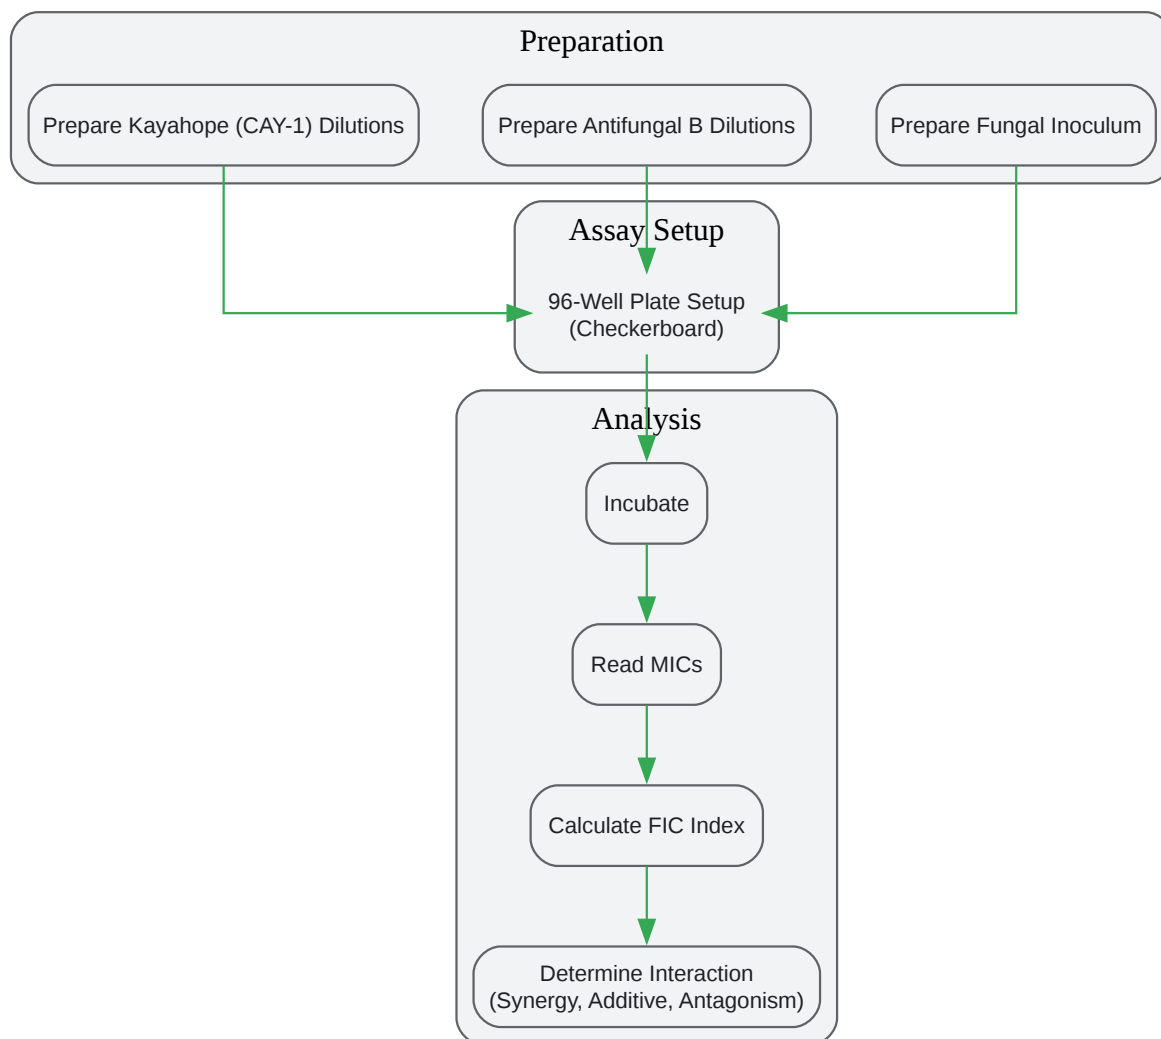 Preparation
Prepare Kayahope (CAY-1) Dilutions
Prepare Antifungal B Dilutions
Prepare Fungal Inoculum
Assay Setup
96-Well Plate Setup
(Checkerboard)
Analysis
Incubate
Read MICs
Calculate FIC Index
Determine Interaction
(Synergy, Additive, Antagonism)